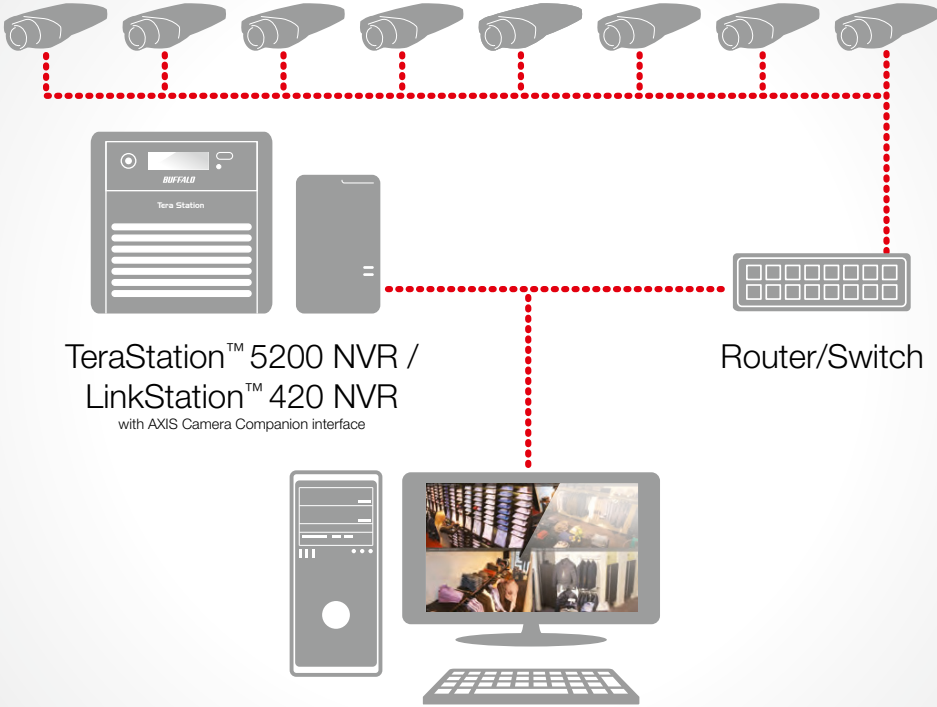 BUFFALO
Tera Station
TeraStation™ 5200 NVR /
LinkStation™ 420 NVR
with AXIS Camera Companion interface
Router/Switch